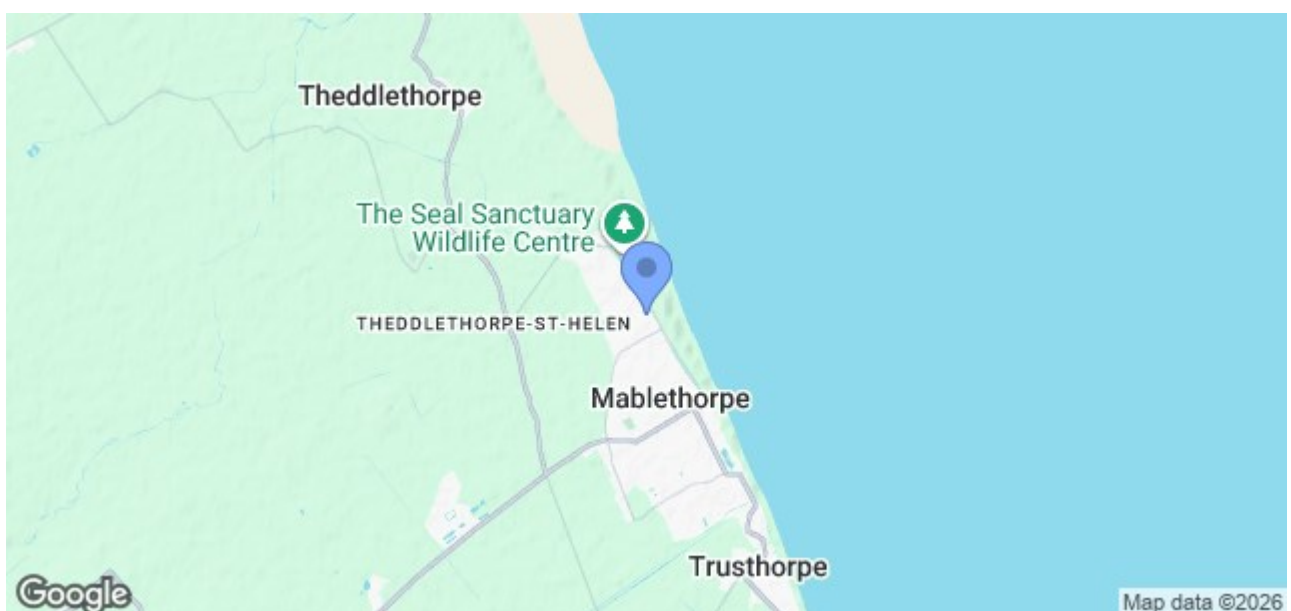 Theddlethorpe
The Seal Sanctuary
Wildlife Centre
THEDDLETHORPE-ST-HELEN
Mablethorpe
Trusthorpe
Google
Map data ©2026